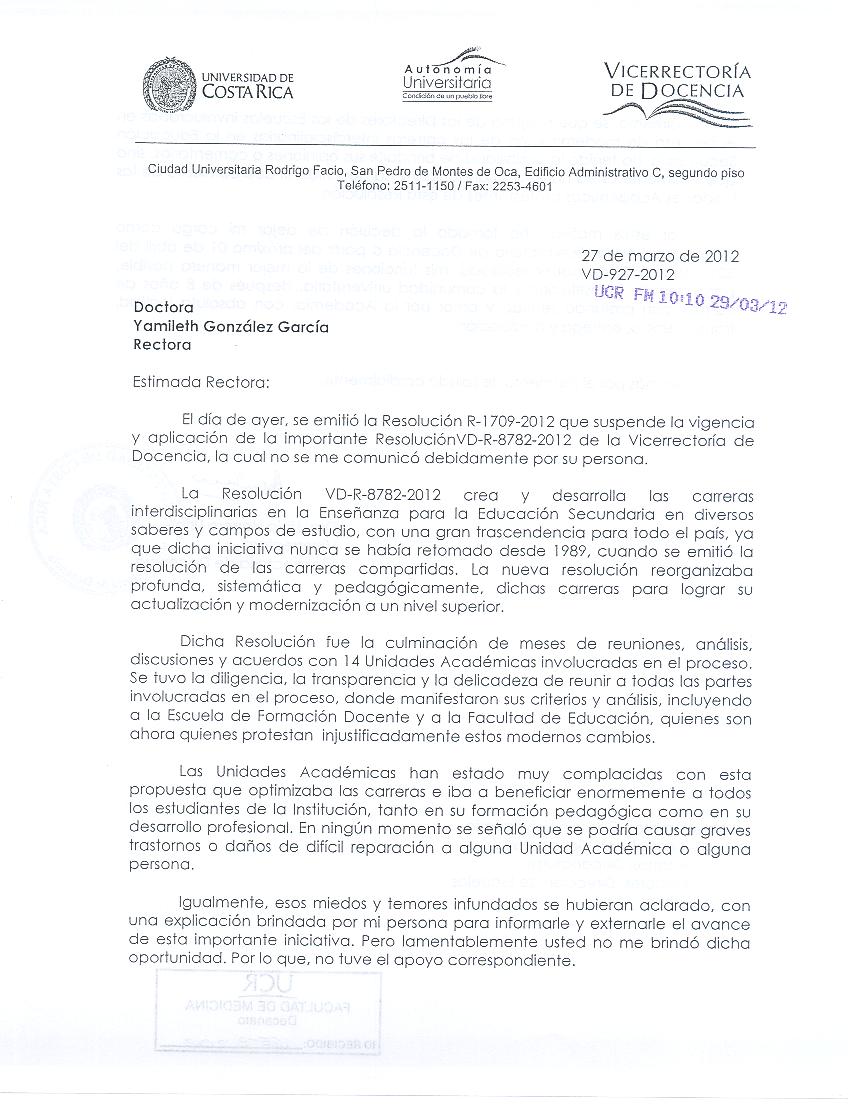 UNIVERSIDAD DE
COSTA RICA
Autonomía
Universitaria
Condición de un pueblo libre
VICERRECTORÍA
DE DOCENCIA
Ciudad Universitaria Rodrigo Facio, San Pedro de Montes de Oca, Edificio Administrativo C, segundo piso
Teléfono: 2511-1150 / Fax: 2253-4601
27 de marzo de 2012
VD-927-2012
UCR FM 10:10 29/03/12
Doctora
Yamileth González García
Rectora
Estimada Rectora:
El día de ayer, se emitió la Resolución R-1709-2012 que suspende la vigencia
y aplicación de la importante ResoluciónVD-R-8782-2012 de la Vicerrectoría de
Docencia, la cual no se me comunicó debidamente por su persona.
La Resolución VD-R-8782-2012 crea y desarrolla las carreras
interdisciplinarias en la Enseñanza para la Educación Secundaria en diversos
saberes y campos de estudio, con una gran trascendencia para todo el país, ya
que dicha iniciativa nunca se había retomado desde 1989, cuando se emitió la
resolución de las carreras compartidas. La nueva resolución reorganizaba
profunda, sistemática y pedagógicamente, dichas carreras para lograr su
actualización y modernización a un nivel superior.
Dicha Resolución fue la culminación de meses de reuniones, análisis,
discusiones y acuerdos con 14 Unidades Académicas involucradas en el proceso.
Se tuvo la diligencia, la transparencia y la delicadeza de reunir a todas las partes
involucradas en el proceso, donde manifestaron sus criterios y análisis, incluyendo
a la Escuela de Formación Docente y a la Facultad de Educación, quienes son
ahora quienes protestan injustificadamente estos modernos cambios.
Las Unidades Académicas han estado muy complacidas con esta
propuesta que optimizaba las carreras e iba a beneficiar enormemente a todos
los estudiantes de la Institución, tanto en su formación pedagógica como en su
desarrollo profesional. En ningún momento se señaló que se podría causar graves
trastornos o daños de difícil reparación a alguna Unidad Académica o alguna
persona.
Igualmente, esos miedos y temores infundados se hubieran aclarado, con
una explicación brindada por mi persona para informarle y externarle el avance
de esta importante iniciativa. Pero lamentablemente usted no me brindó dicha
oportunidad. Por lo que, no tuve el apoyo correspondiente.
UCR
FACULTAD DE MEDICINA
Decanato